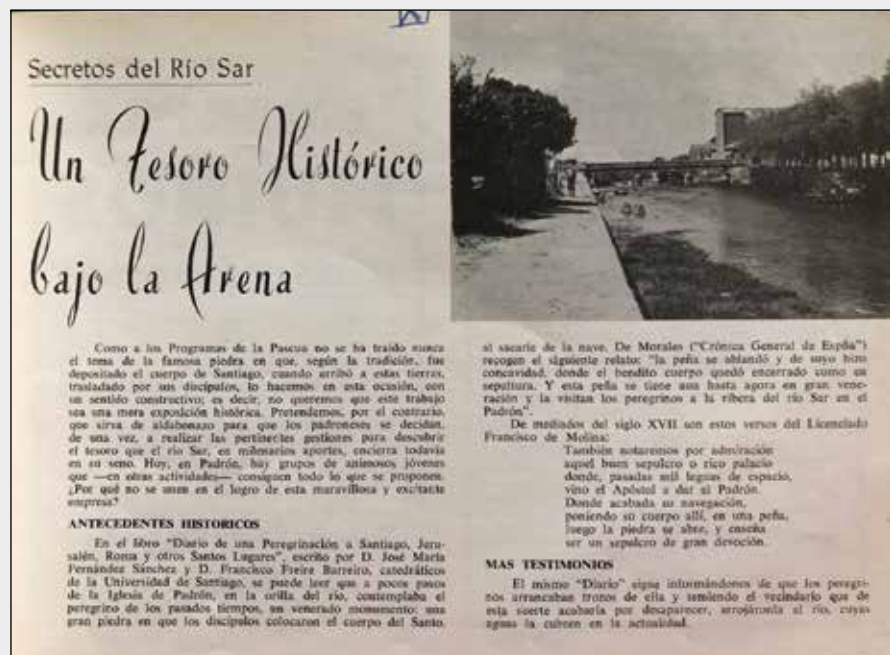 Secretos del Río Sar
Un Tesoro Histórico
bajo la Arena
Como a los Programas de la Pascua no se ha traído nunca
el tema de la famosa piedra en que, según la tradición, fue
depositado el cuerpo de Santiago, cuando arribó a estas tierras,
trasladado por sus discípulos, lo hacemos en esta ocasión, con
un sentido constructivo; es decir, no queremos que este trabajo
sea una mera exposición histórica. Pretendemos, por el contrario,
que sirva de aldabonazo para que los padroneses se decidan,
de una vez, a realizar las pertinentes gestiones para descubrir
el tesoro que el río Sar, en milenarios aportes, encierra todavía
en su seno. Hoy, en Padrón, hay grupos de animosos jóvenes
que —en otras actividades— consiguen todo lo que se proponen.
¿Por qué no se unen en el logro de esta maravillosa y excitante
empresa?
ANTECEDENTES HISTORICOS
En el libro "Diario de una Peregrinación a Santiago, Jeru-
salén, Roma y otros Santos Lugares", escrito por D. José María
Fernández Sánchez y D. Francisco Freire Barreiro, catedráticos
de la Universidad de Santiago, se puede leer que a pocos pasos
de la Iglesia de Padrón, en la orilla del río, contemplaba el
peregrino de los pasados tiempos, un venerado monumento: una
gran piedra en que los discípulos colocaron el cuerpo del Santo,
al sacarle de la nave. De Morales ("Crónica General de Espña")
recogen el siguiente relato: "la peña se ablandó y de suyo hizo
concavidad, donde el bendito cuerpo quedó encerrado como en
sepultura. Y esta peña se tiene aun hasta agora en gran vene-
ración y la visitan los peregrinos a la ribera del río Sar en el
Padrón".
De mediados del siglo XVII son estos versos del Licenciado
Francisco de Molina:
También notaremos por admiración
aquel buen sepulcro o rico palacio
donde, pasadas mil leguas de espacio,
vino el Apóstol a dar al Padrón.
Donde acabada su navegación,
poniendo su cuerpo allí, en una peña,
luego la piedra se abre, y enseña
ser un sepulcro de gran devoción.
MAS TESTIMONIOS
El mismo "Diario" sigue informándonos de que los peregri-
nos arrancaban trozos de ella y temiendo el vecindario que de
esta suerte acabaría por desaparecer, arrojáronla al río, cuyas
aguas la cubren en la actualidad.